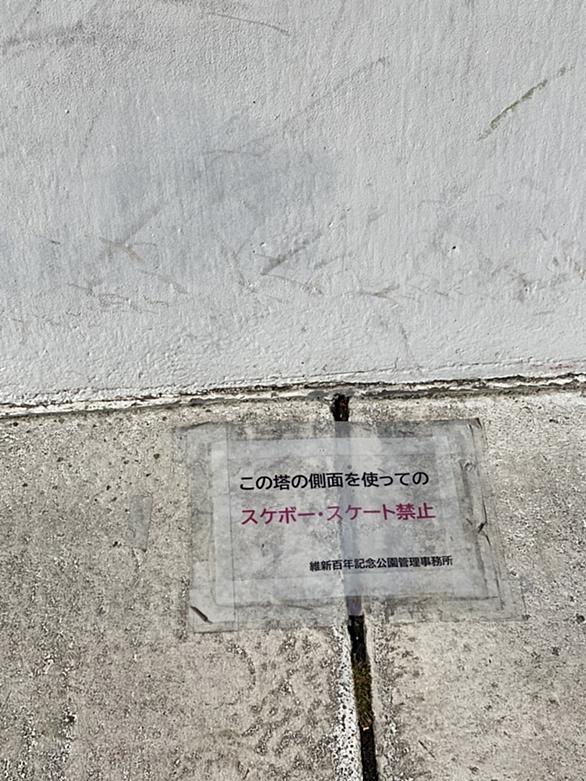 この塔の側面を使っての
スケボー・スケート禁止
維新百年記念公園管理事務所